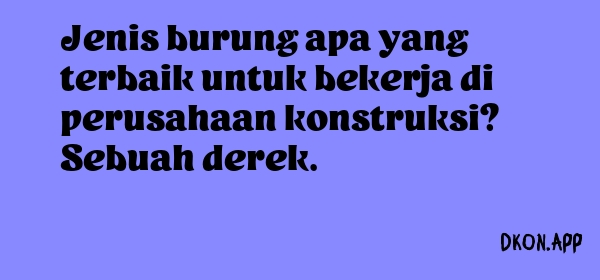 Jenis burung apa yang
terbaik untuk bekerja di
perusahaan konstruksi?
Sebuah derek.
DKON.APP